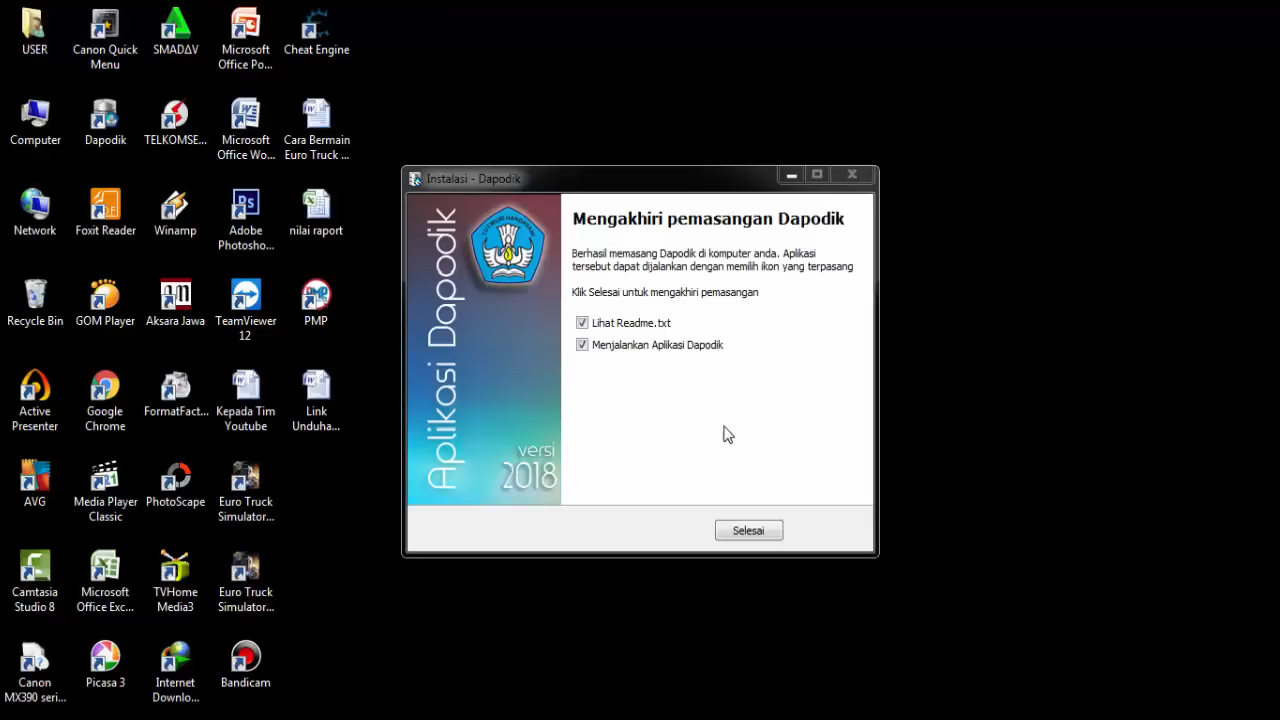 USER
Canon Quick
Menu
SMADΔV
Microsoft
Office Po...
Cheat Engine
Computer
Dapodik
TELKOMSE...
Microsoft
Office Wo...
Cara Bermain
Euro Truck ...
Network
Foxit Reader
Winamp
Adobe
Photosho...
nilai raport
Recycle Bin
GOM Player
Aksara Jawa
TeamViewer
12
PMP
Active
Presenter
Google
Chrome
FormatFact...
Kepada Tim
Youtube
Link
Unduha...
AVG
Media Player
Classic
PhotoScape
Euro Truck
Simulator...
Camtasia
Studio 8
Microsoft
Office Exc...
TVHome
Media3
Euro Truck
Simulator...
Canon
MX390 seri...
Picasa 3
Internet
Downlo...
Bandicam
Instalasi - Dapodik
Aplikasi Dapodik
TUT WURI HANDAYANI
versi
2018
Mengakhiri pemasangan Dapodik
Berhasil memasang Dapodik di komputer anda. Aplikasi
tersebut dapat dijalankan dengan memilih ikon yang terpasang
Klik Selesai untuk mengakhiri pemasangan
Lihat Readme.txt
Menjalankan Aplikasi Dapodik
Selesai